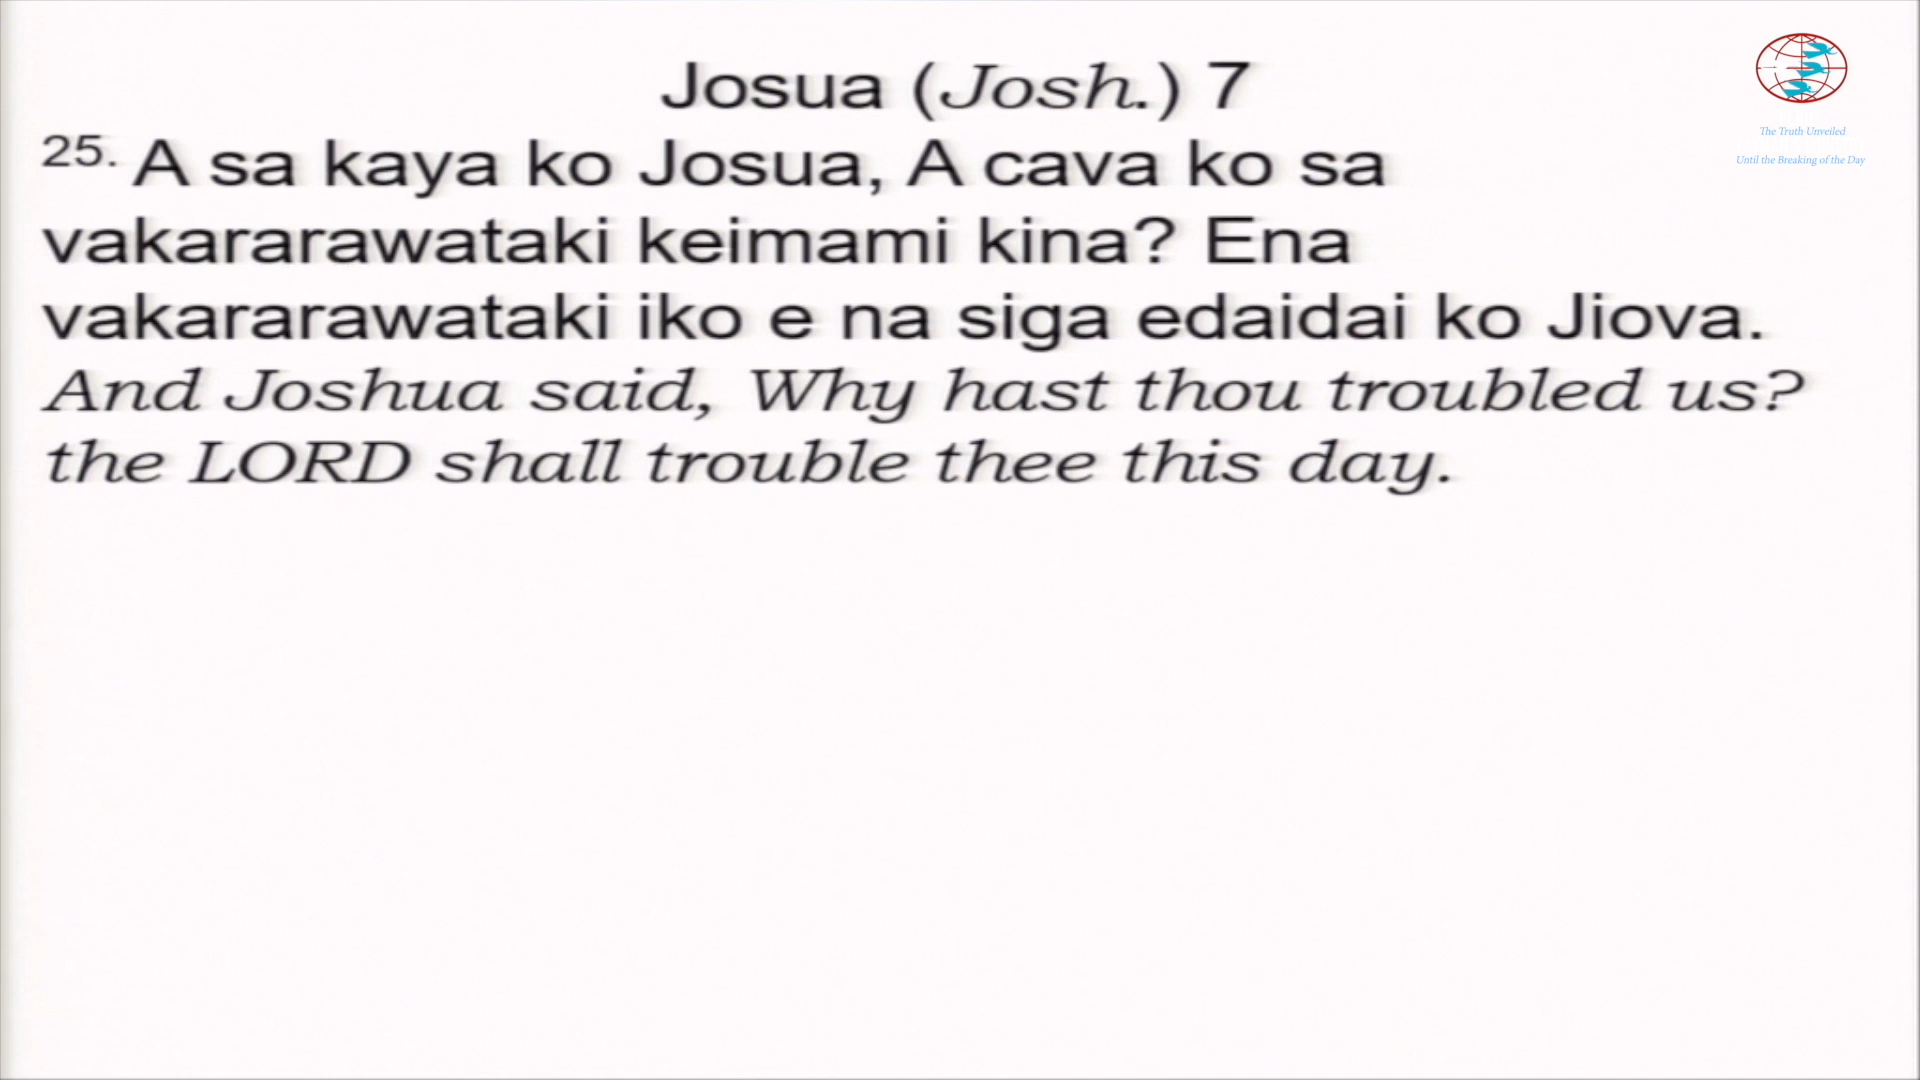 Josua (Josh.) 7
25. A sa kaya ko Josua, A cava ko sa
vakararawataki keimami kina? Ena
vakararawataki iko e na siga edaidai ko Jiova.
And Joshua said, Why hast thou troubled us?
the LORD shall trouble thee this day.
The Truth Unveiled
Until the Breaking of the Day